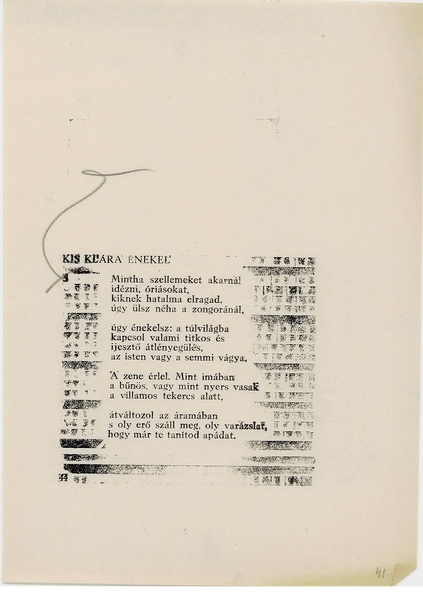 KIS KLÁRA ÉNEKEL
Mintha szellemeket akarnál
idézni, óriásokat,
kiknek hatalma elragad,
úgy ülsz néha a zongoránál,
úgy énekelsz: a túlvilágba
kapcsol valami titkos és
ijesztő átlényegülés,
az isten vagy a semmi vágya.
A zene érlel. Mint imában
a bűnös, vagy mint nyers vasak
a villamos tekercs alatt,
átváltozol az áramában
s oly erő száll meg, oly varázslat,
hogy már te tanítod apádat.
44
41